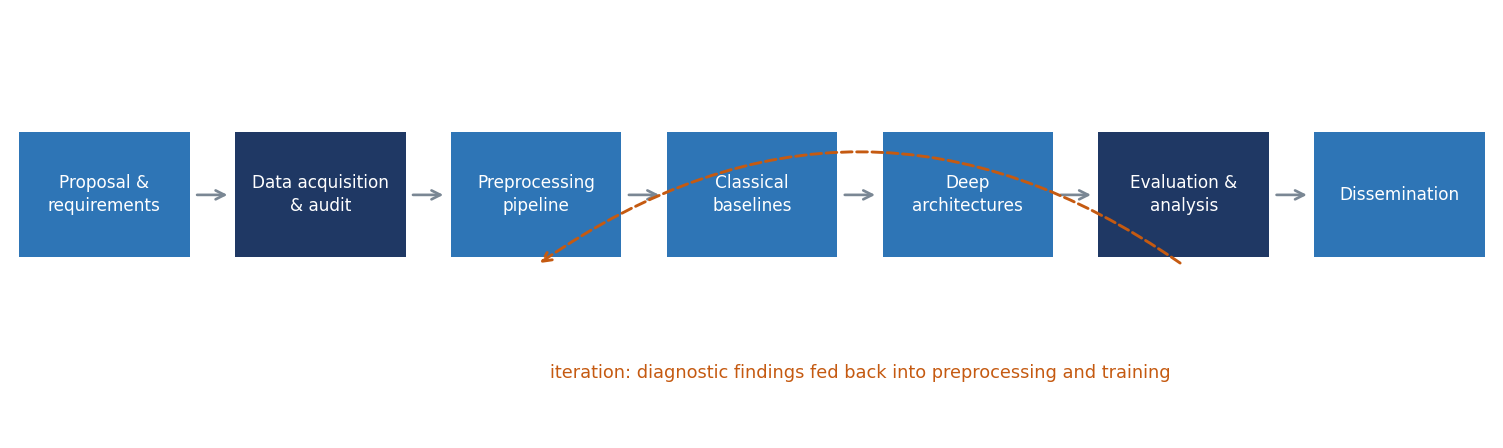 Proposal &
requirements
Data acquisition
& audit
Preprocessing
pipeline
Classical
baselines
Deep
architectures
Evaluation &
analysis
Dissemination
iteration: diagnostic findings fed back into preprocessing and training